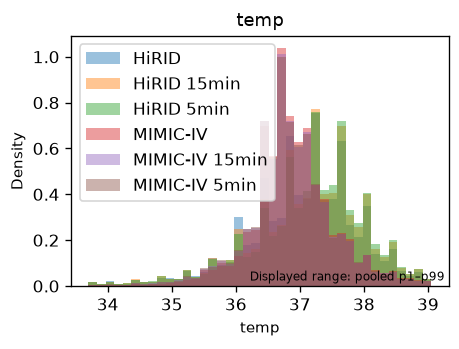 temp
HiRID
HiRID 15min
HiRID 5min
MIMIC-IV
MIMIC-IV 15min
MIMIC-IV 5min
Density
1.0
0.8
0.6
0.4
0.2
0.0
Displayed range: pooled p1–p99
34 35 36 37 38 39
temp